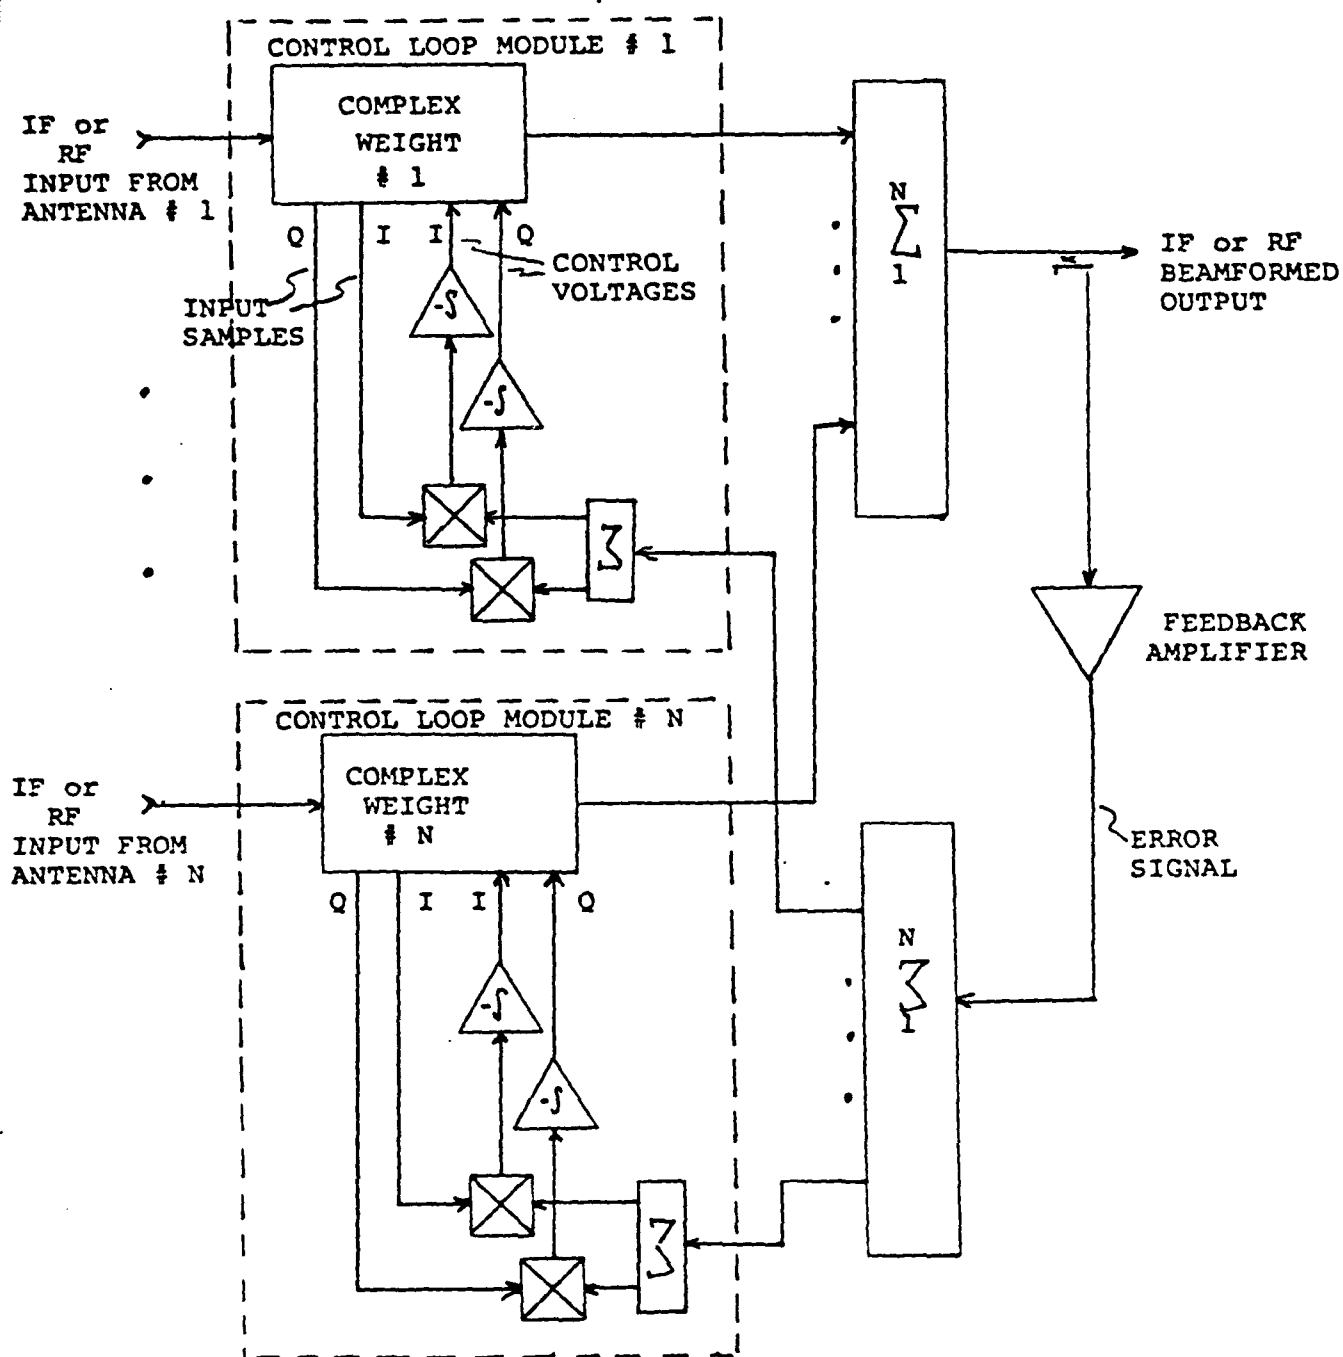 CONTROL LOOP MODULE # 1
COMPLEX
WEIGHT
# 1
IF or
RF
INPUT FROM
ANTENNA # 1
Q I I Q
CONTROL
VOLTAGES
INPUT
SAMPLES
-∫
-∫
Σ
N
Σ
1
IF or RF
BEAMFORMED
OUTPUT
FEEDBACK
AMPLIFIER
ERROR
SIGNAL
CONTROL LOOP MODULE # N
COMPLEX
WEIGHT
# N
IF or
RF
INPUT FROM
ANTENNA # N
Q I I Q
-∫
-∫
Σ
N
Σ
1